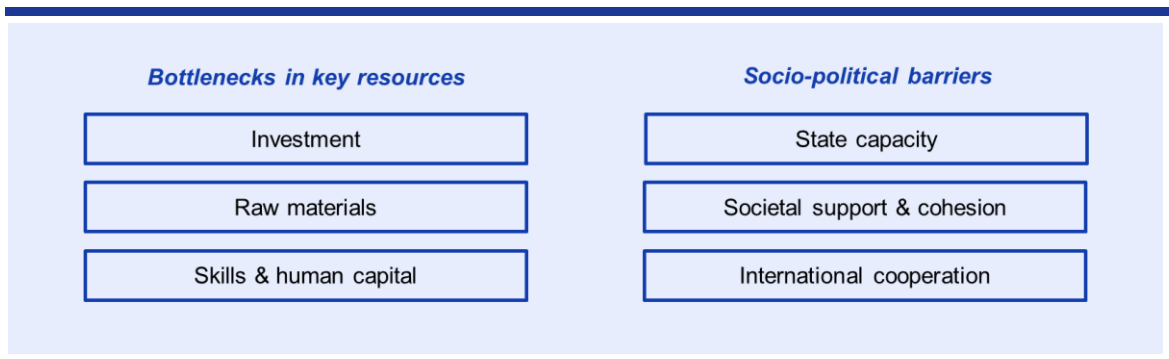 Bottlenecks in key resources
Investment
Raw materials
Skills & human capital
Socio-political barriers
State capacity
Societal support & cohesion
International cooperation